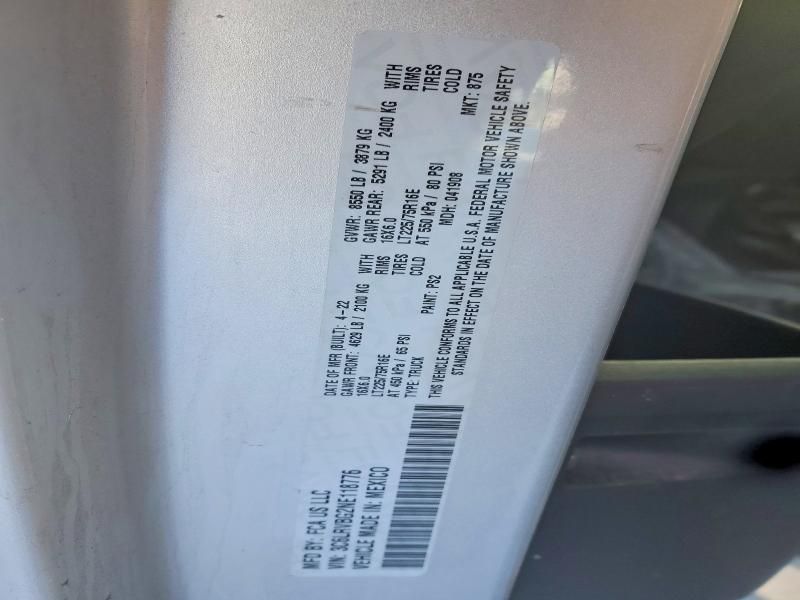 MFD BY: FCA US LLC
VIN: 3C6LRVBG2NE118776
VEHICLE MADE IN: MEXICO
DATE OF MFR (BUILT): 4-22 GVWR: 8550 LB / 3879 KG
GAWR FRONT: 4629 LB / 2100 KG WITH GAWR REAR: 5291 LB / 2400 KG WITH
16X6.0 RIMS 16X6.0 RIMS
LT225/75R16E TIRES LT225/75R16E TIRES
AT 450 kPa / 65 PSI COLD AT 550 kPa / 80 PSI COLD
TYPE: TRUCK PAINT: PS2 MDH: 041908 MKT: 875
THIS VEHICLE CONFORMS TO ALL APPLICABLE U.S.A. FEDERAL MOTOR VEHICLE SAFETY
STANDARDS IN EFFECT ON THE DATE OF MANUFACTURE SHOWN ABOVE.